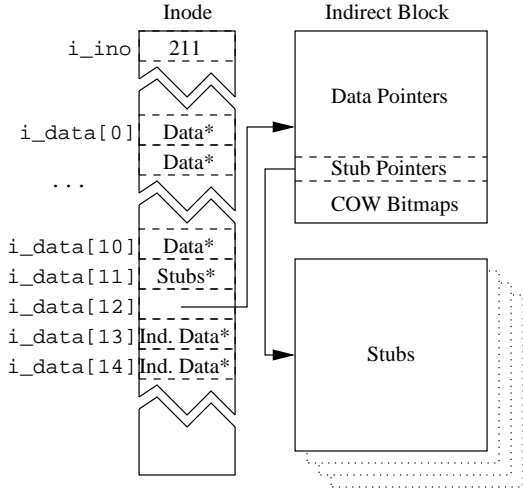 Inode
Indirect Block
i_ino 211
Data Pointers
i_data[0] Data*
Data*
...
Stub Pointers
COW Bitmaps
i_data[10] Data*
i_data[11] Stubs*
i_data[12]
i_data[13] Ind. Data*
i_data[14] Ind. Data*
Stubs